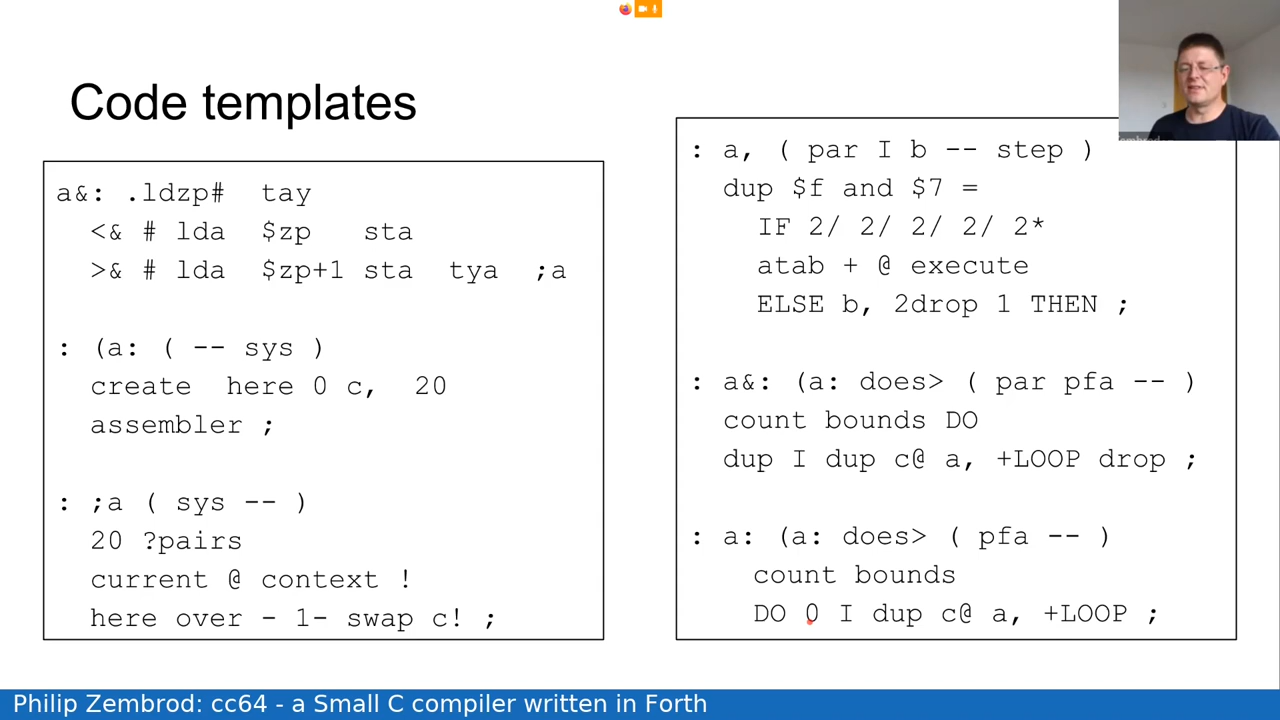 Code templates
a&: .ldzp#  tay
<& # lda  $zp   sta
>& # lda  $zp+1 sta  tya  ;a
: (a: ( -- sys )
create  here 0 c,  20
assembler ;
: ;a ( sys -- )
20 ?pairs
current @ context !
here over - 1- swap c! ;
: a, ( par I b -- step )
dup $f and $7 =
IF 2/ 2/ 2/ 2/ 2*
atab + @ execute
ELSE b, 2drop 1 THEN ;
: a&: (a: does> ( par pfa -- )
count bounds DO
dup I dup c@ a, +LOOP drop ;
: a: (a: does> ( pfa -- )
count bounds
DO 0 I dup c@ a, +LOOP ;
Philip Zembrod: cc64 - a Small C compiler written in Forth